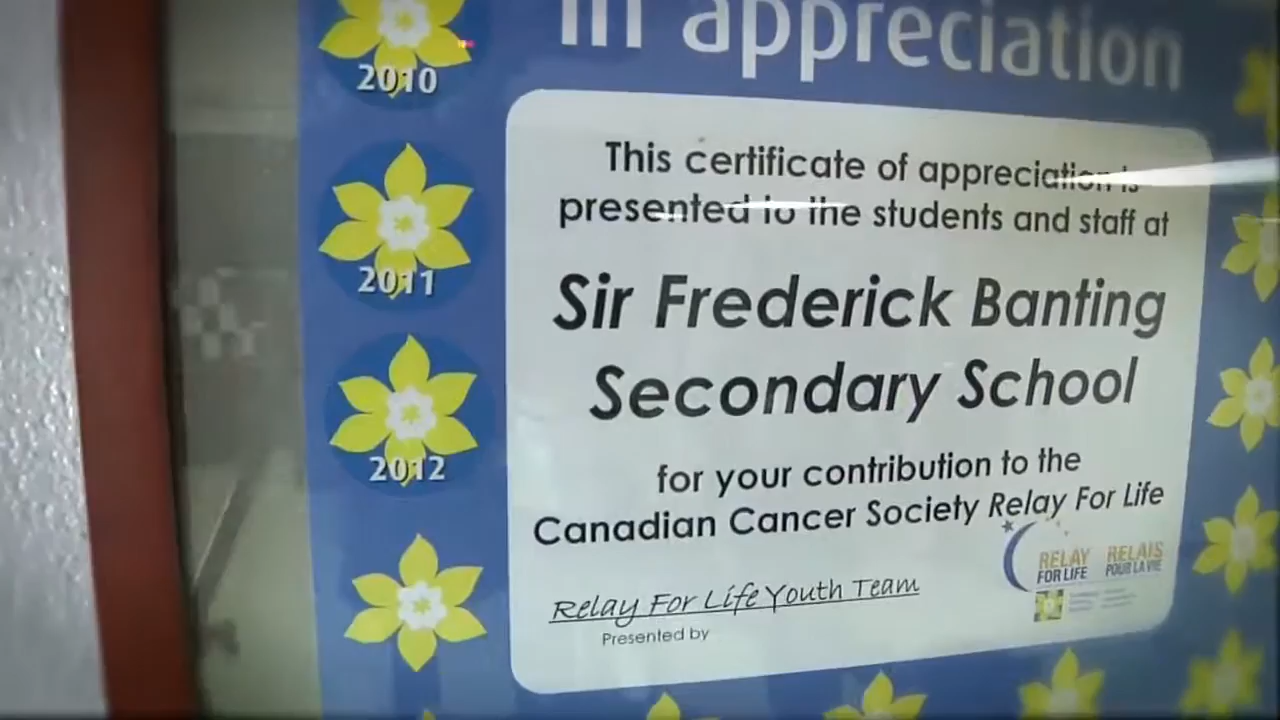 in appreciation
2010
2011
2012
This certificate of appreciation is
presented to the students and staff at
Sir Frederick Banting
Secondary School
for your contribution to the
Canadian Cancer Society Relay For Life
RELAY
FOR LIFE
RELAIS
POUR LA VIE
Relay For Life Youth Team
Presented by